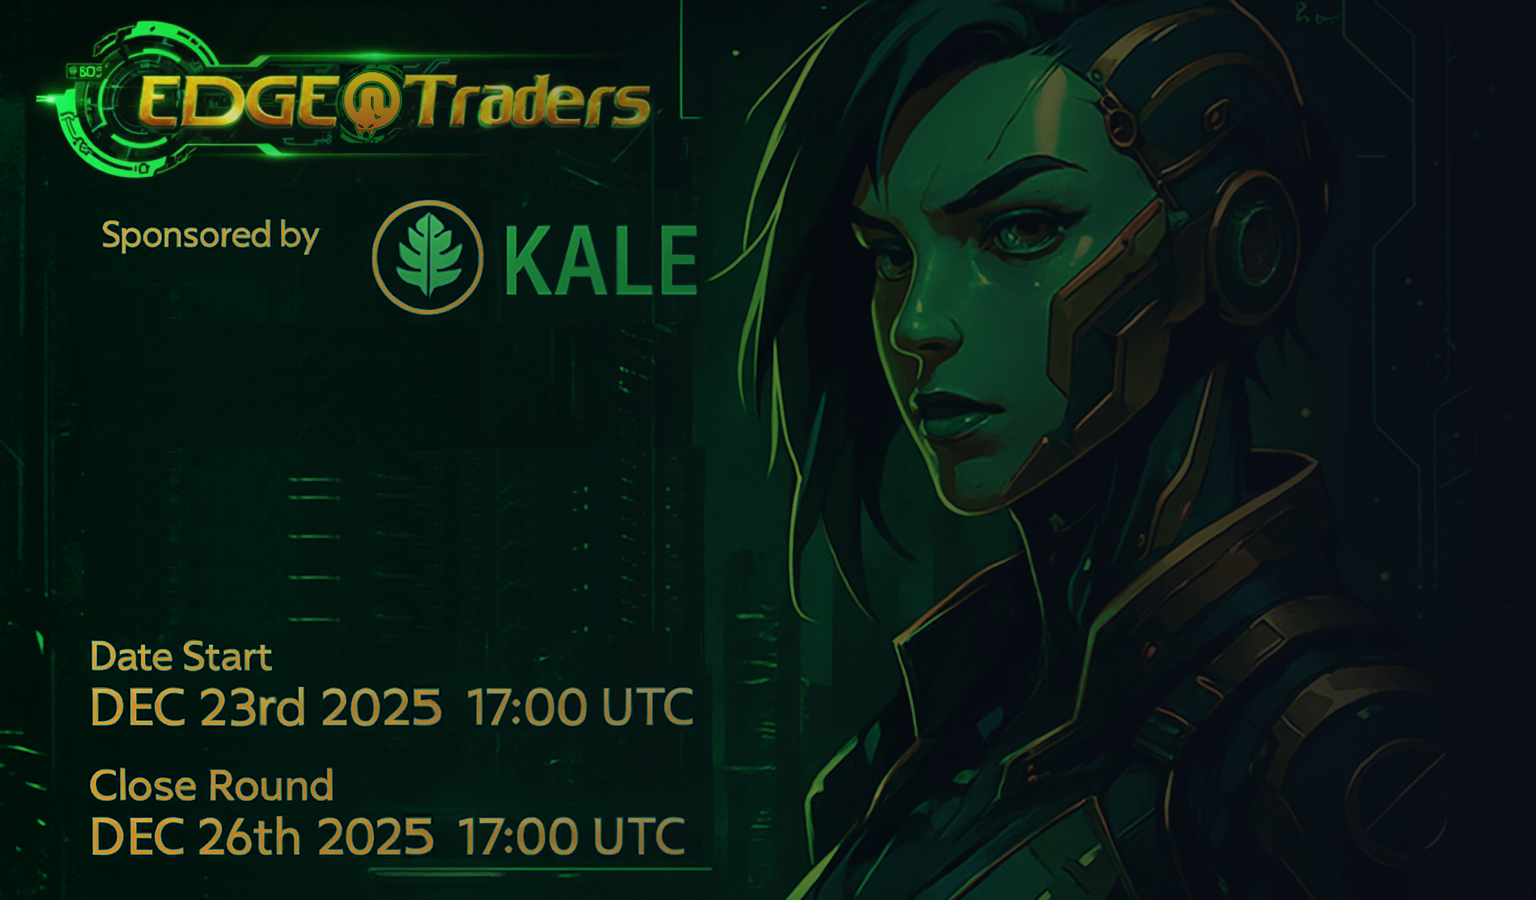 EDGE Traders
Sponsored by
KALE
Date Start
DEC 23rd 2025 17:00 UTC
Close Round
DEC 26th 2025 17:00 UTC